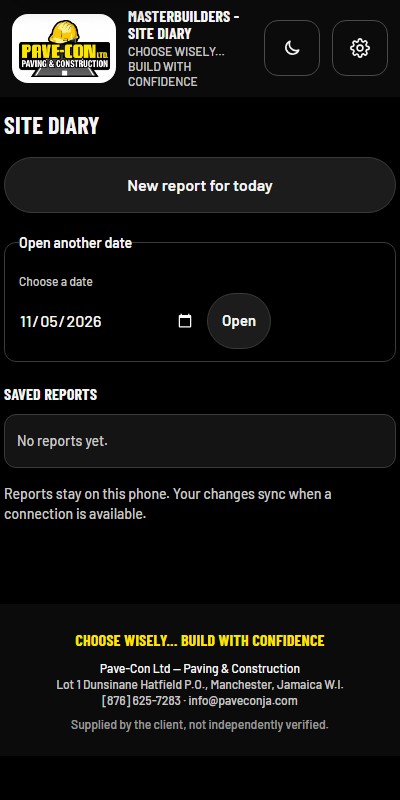 PAVE-CON LTD.
PAVING & CONSTRUCTION
MASTERBUILDERS -
SITE DIARY
CHOOSE WISELY...
BUILD WITH
CONFIDENCE
SITE DIARY
New report for today
Open another date
Choose a date
11/05/2026
Open
SAVED REPORTS
No reports yet.
Reports stay on this phone. Your changes sync when a
connection is available.
CHOOSE WISELY... BUILD WITH CONFIDENCE
Pave-Con Ltd — Paving & Construction
Lot 1 Dunsinane Hatfield P.O., Manchester, Jamaica W.I.
[876] 625-7283 · info@paveconja.com
Supplied by the client, not independently verified.